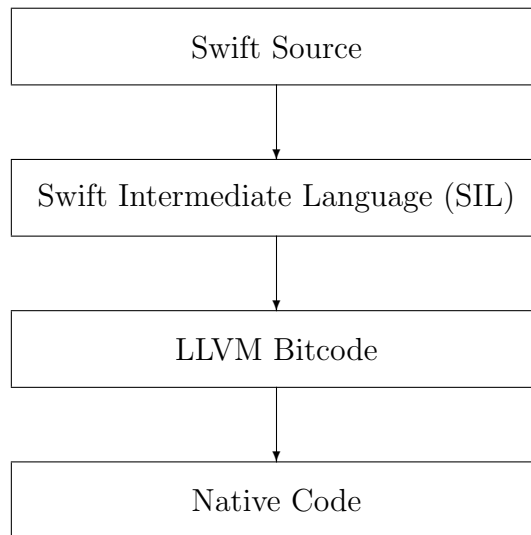 Swift Source
Swift Intermediate Language (SIL)
LLVM Bitcode
Native Code